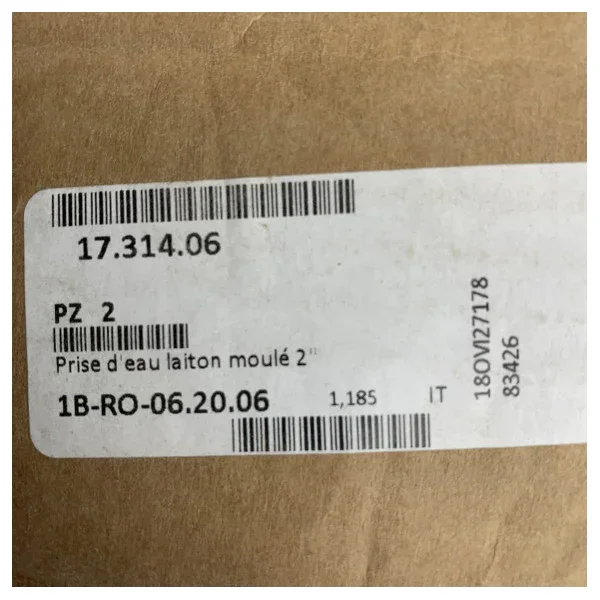 17.314.06
PZ 2
Prise d'eau laiton moulé 2"
1B-RO-06.20.06 1,185 IT
18OVI27178
83426